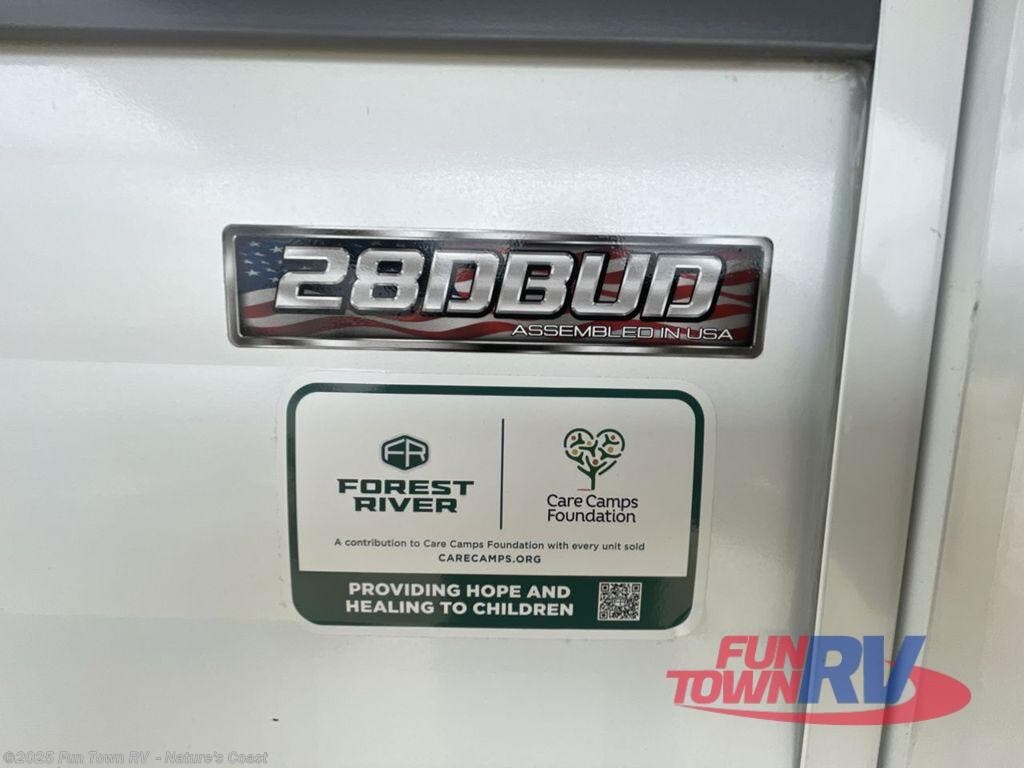 28DBUD
ASSEMBLED IN USA
FR
FOREST
RIVER
Care Camps
Foundation
A contribution to Care Camps Foundation with every unit sold
CARECAMPS.ORG
PROVIDING HOPE AND
HEALING TO CHILDREN
FUN
TOWN RV
©2025 Fun Town RV - Nature's Coast